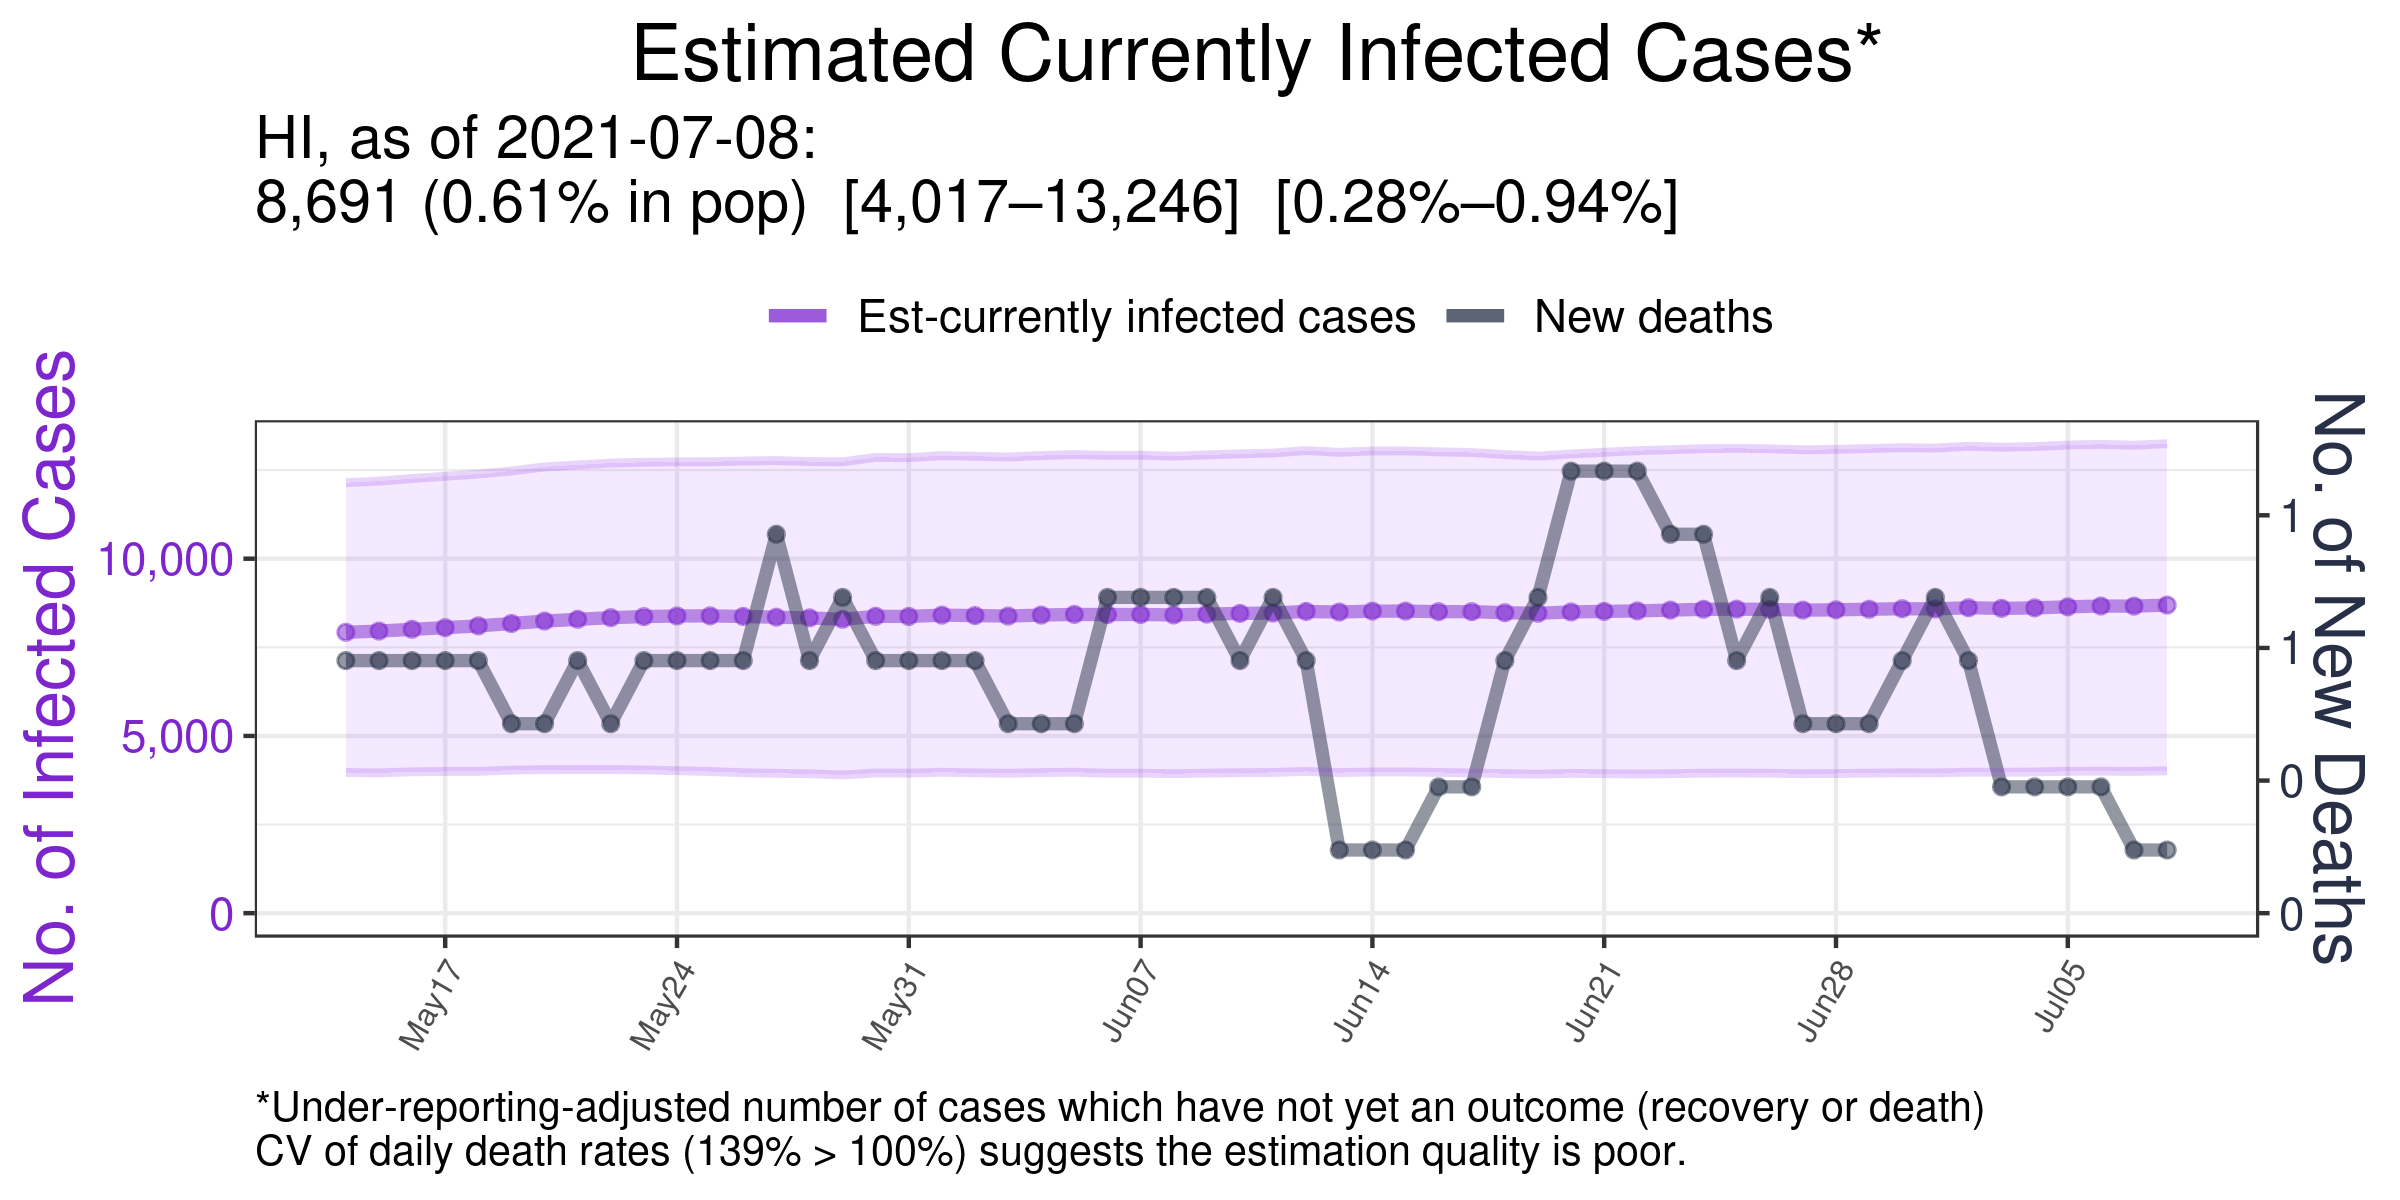 Estimated Currently Infected Cases*
HI, as of 2021-07-08:
8,691 (0.61% in pop)  [4,017–13,246]  [0.28%–0.94%]
Est-currently infected cases
New deaths
No. of Infected Cases
10,000
5,000
0
1
1
0
0
No. of New Deaths
May17
May24
May31
Jun07
Jun14
Jun21
Jun28
Jul05
*Under-reporting-adjusted number of cases which have not yet an outcome (recovery or death)
CV of daily death rates (139% > 100%) suggests the estimation quality is poor.